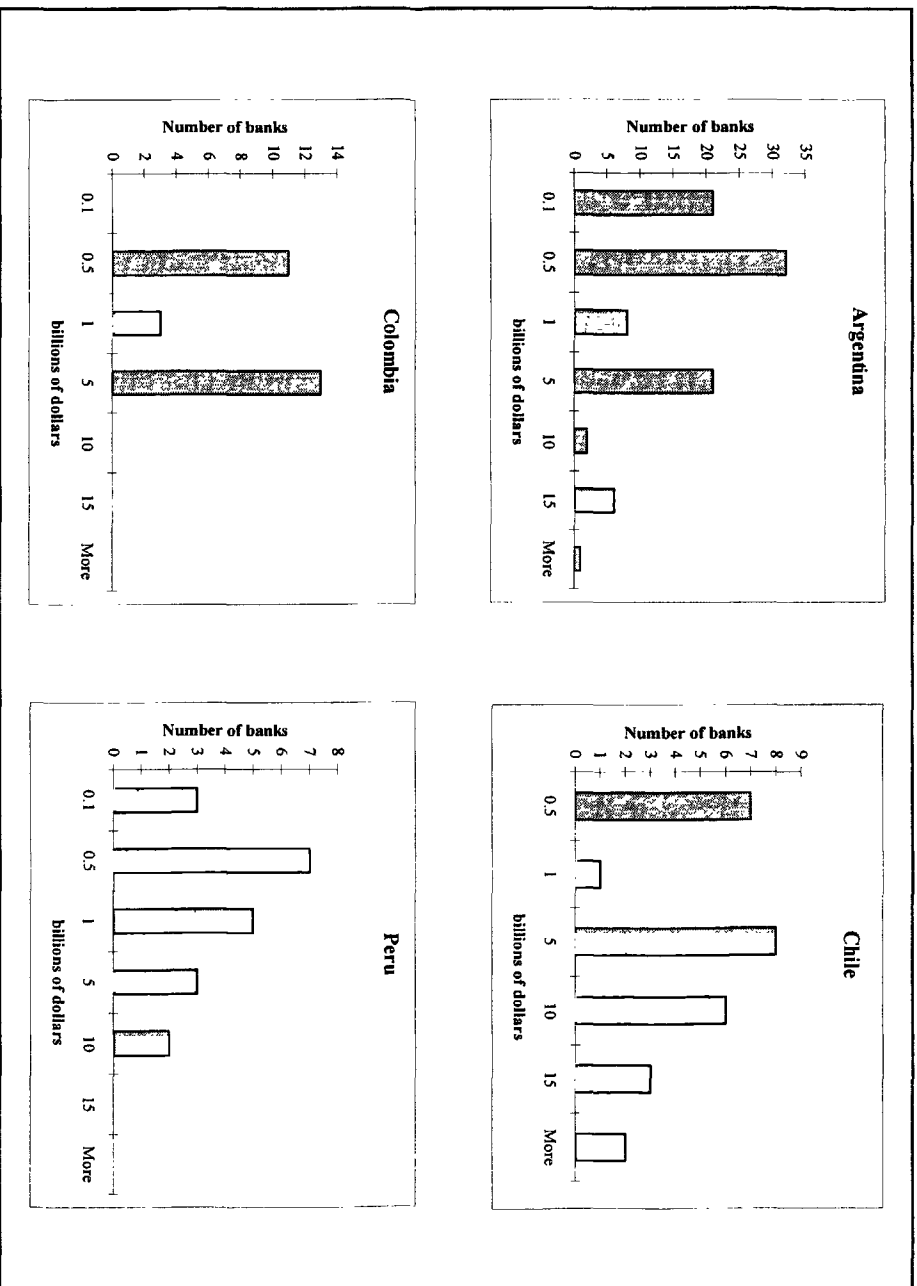 Argentina
Number of banks
35
30
25
20
15
10
5
0
0.1 0.5 1 5 10 15 More
billions of dollars
Chile
Number of banks
9
8
7
6
5
4
3
2
1
0
0.5 1 5 10 15 More
billions of dollars
Colombia
Number of banks
14
12
10
8
6
4
2
0
0.1 0.5 1 5 10 15 More
billions of dollars
Peru
Number of banks
8
7
6
5
4
3
2
1
0
0.1 0.5 1 5 10 15 More
billions of dollars